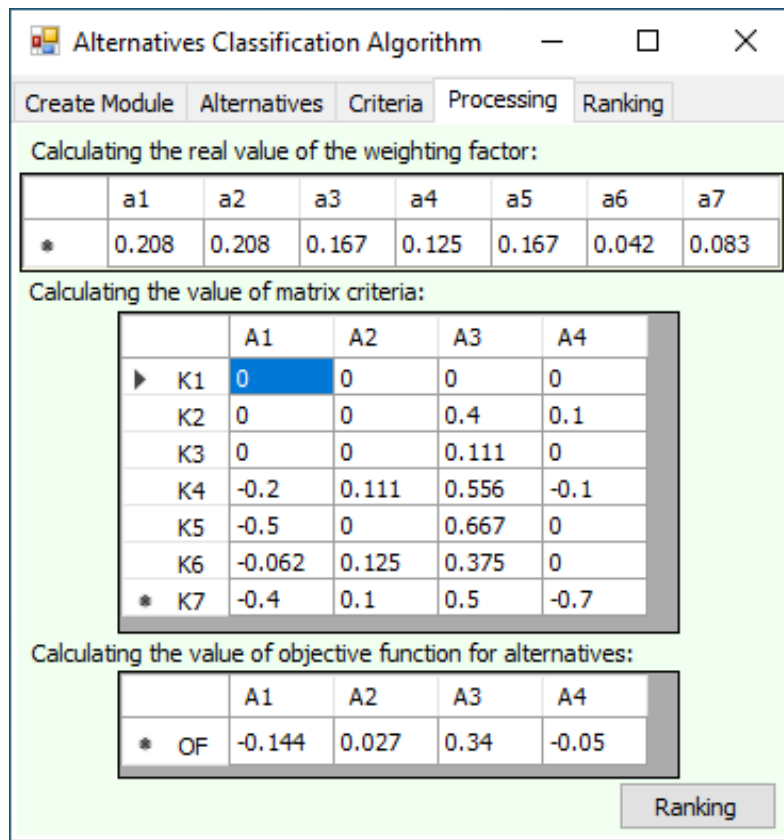 Alternatives Classification Algorithm
Create Module Alternatives Criteria Processing Ranking
Calculating the real value of the weighting factor:
a1 a2 a3 a4 a5 a6 a7
0.208 0.208 0.167 0.125 0.167 0.042 0.083
Calculating the value of matrix criteria:
A1 A2 A3 A4
K1 0 0 0 0
K2 0 0 0.4 0.1
K3 0 0 0.111 0
K4 -0.2 0.111 0.556 -0.1
K5 -0.5 0 0.667 0
K6 -0.062 0.125 0.375 0
K7 -0.4 0.1 0.5 -0.7
Calculating the value of objective function for alternatives:
A1 A2 A3 A4
OF -0.144 0.027 0.34 -0.05
Ranking